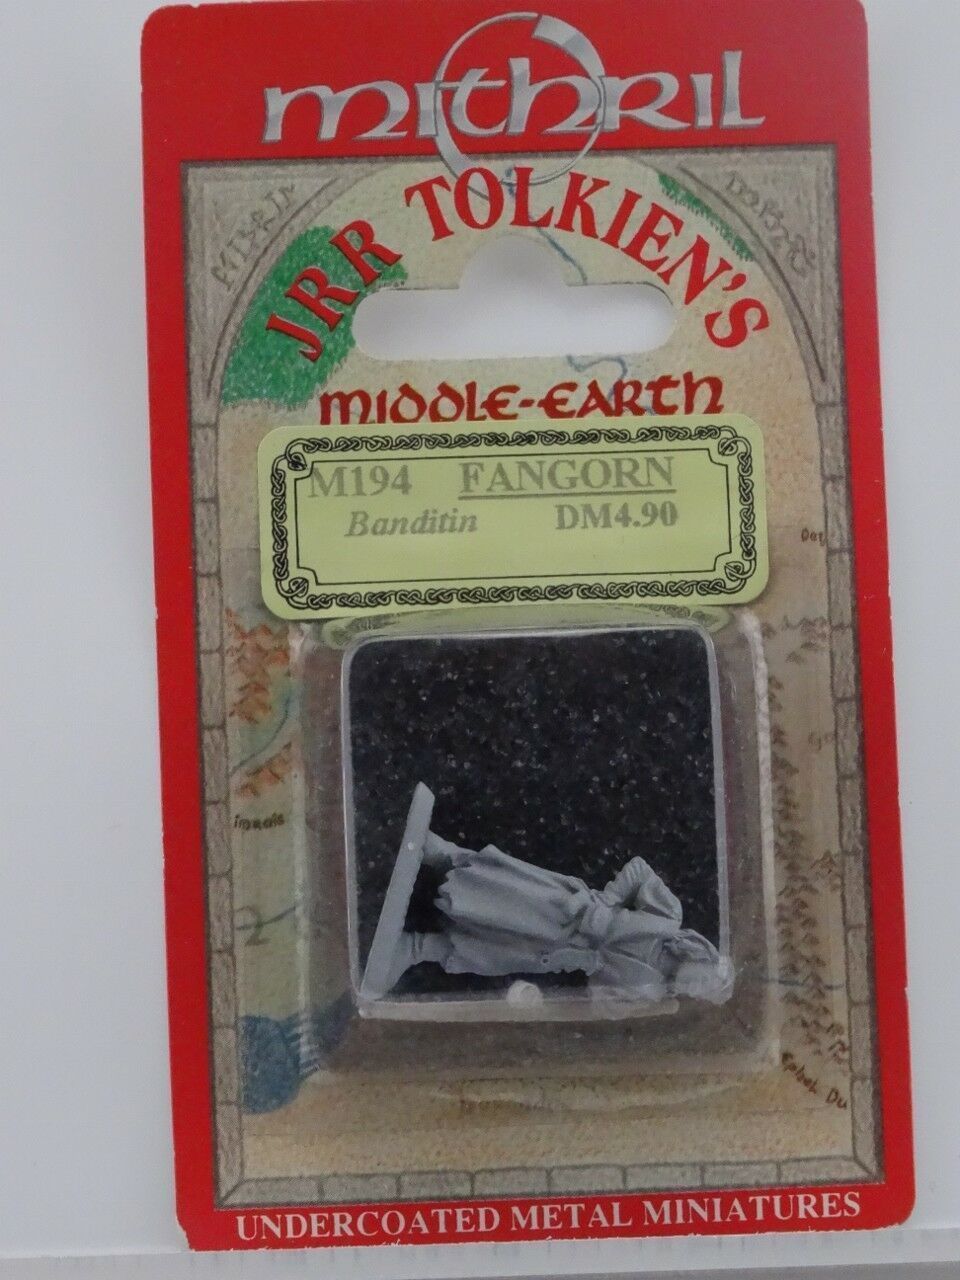 mithril
JRR TOLKIEN'S
MIDDLE-EARTH
M194 FANGORN
Banditin DM4.90
UNDERCOATED METAL MINIATURES